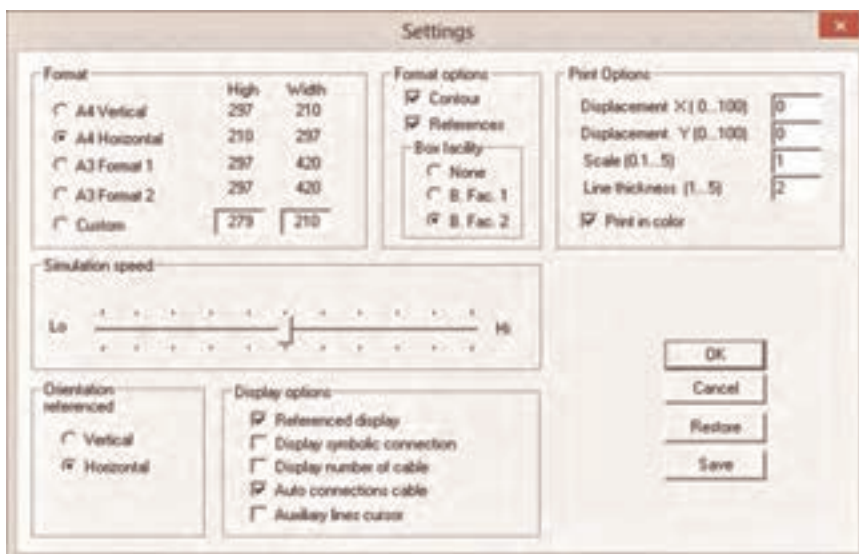 Settings
Format
High Width
A4 Vertical 297 210
A4 Horizontal 210 297
A3 Format 1 297 420
A3 Format 2 297 420
Custom 279 210
Format options
Contour
References
Box facility
None
B. Fac. 1
B. Fac. 2
Print Options
Displacement X ( 0...100) 0
Displacement Y (0...100) 0
Scale (0.1...5) 1
Line thickness (1...5) 2
Print in color
Simulation speed
Lo Hi
Orientation
referenced
Vertical
Horizontal
Display options
Referenced display
Display symbolic connection
Display number of cable
Auto connections cable
Auxiliary lines cursor
OK
Cancel
Restore
Save